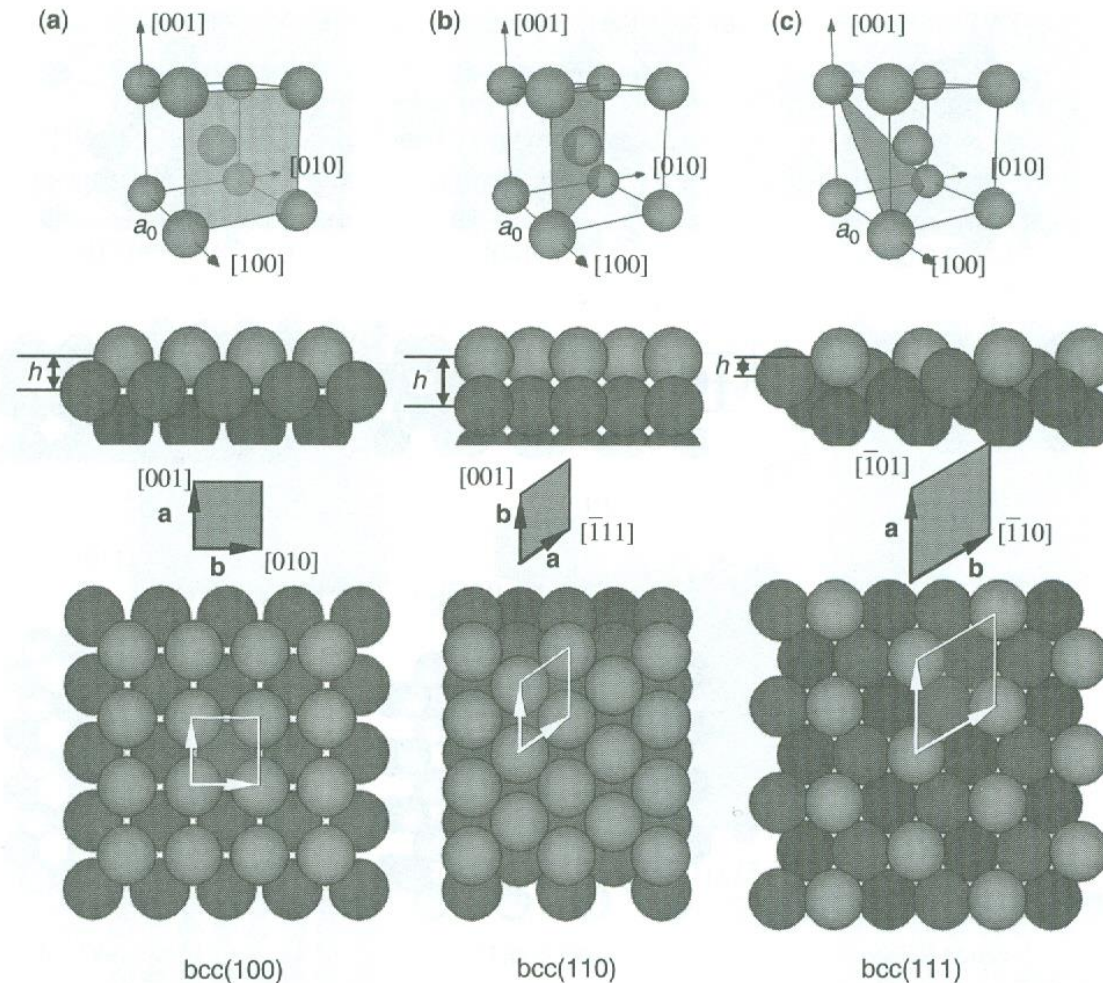 (a)
[001]
[010]
a₀
[100]
(b)
[001]
[010]
a₀
[100]
(c)
[001]
[010]
a₀
[100]
h
h
h
[001]
a
b
[010]
[001]
b
[1̄11]
a
[1̄01]
a
[1̄10]
b
bcc(100)
bcc(110)
bcc(111)